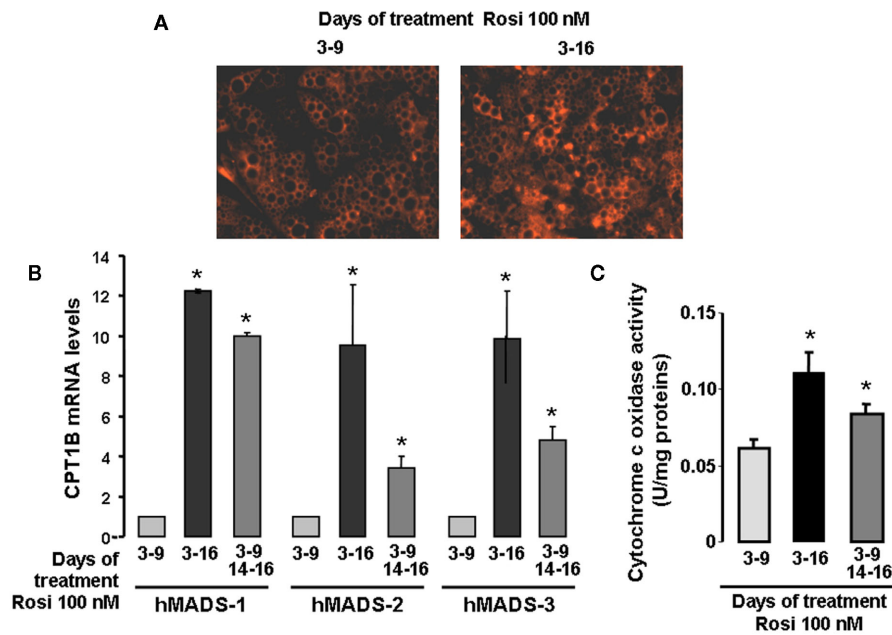 A
Days of treatment Rosi 100 nM
3-9
3-16
B
CPT1B mRNA levels
14
12
10
8
6
4
2
0
* * * * * *
Days of treatment Rosi 100 nM
3-9 3-16 3-9 14-16
3-9 3-16 3-9 14-16
3-9 3-16 3-9 14-16
hMADS-1 hMADS-2 hMADS-3
C
Cytochrome c oxidase activity
(U/mg proteins)
0.15
0.10
0.05
0
* *
3-9 3-16 3-9 14-16
Days of treatment
Rosi 100 nM